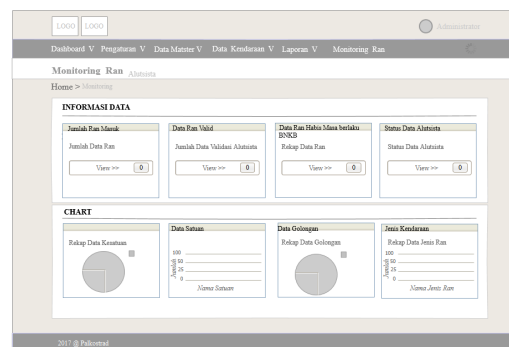 LOGO LOGO Administrator
Dashboard V Pengaturan V Data Matster V Data Kendaraan V Laporan V Monitoring Ran
Monitoring Ran Alutsista
Home > Monitoring
INFORMASI DATA
Jumlah Ran Masuk
Jumlah Data Ran
View >> 0
Data Ran Valid
Jumlah Data Validasi Alutsista
View >> 0
Data Ran Habis Masa berlaku
BNKB
Rekap Data Ran
View >> 0
Status Data Alutsista
Status Data Alutsista
View >> 0
CHART
Rekap Data Kesatuan
Data Satuan
Jumlah
100
50
25
0
Nama Satuan
Data Golongan
Rekap Data Golongan
Jenis Kendaraan
Rekap Data Jenis Ran
Jumlah
100
50
25
0
Nama Jenis Ran
2017 @ Palkostrad